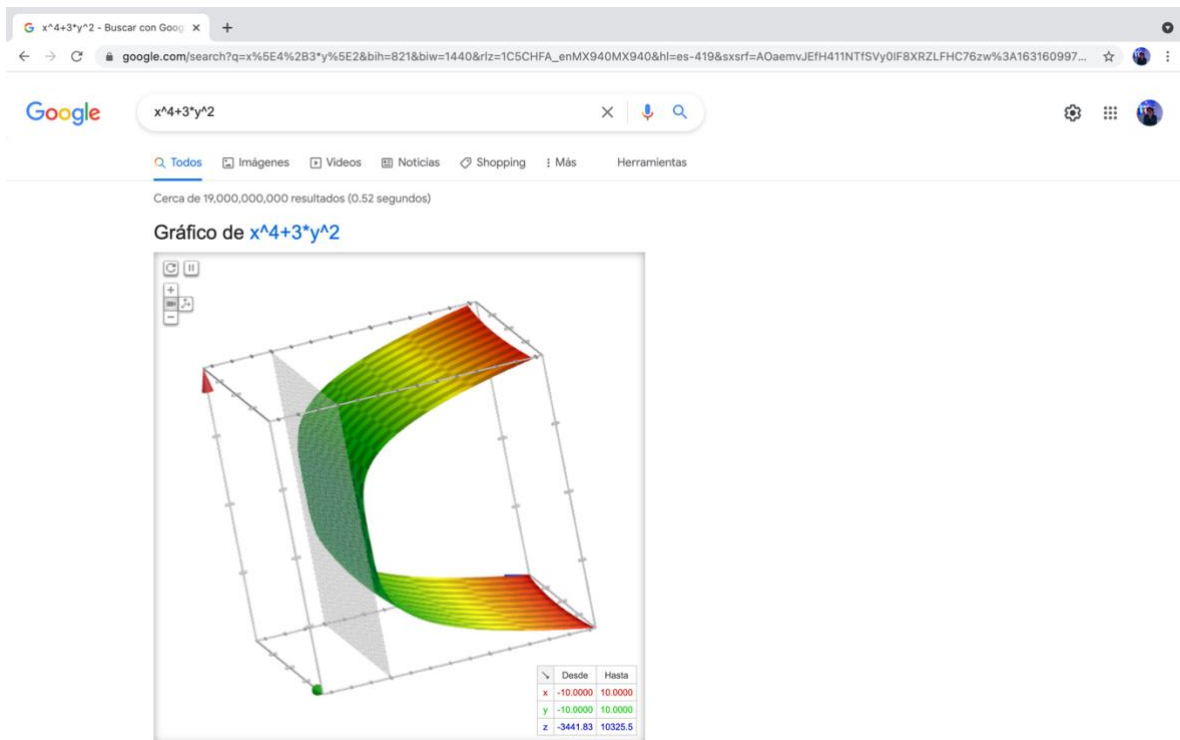 x^4+3*y^2 - Buscar con Goog
google.com/search?q=x%5E4%2B3*y%5E2&bih=821&biw=1440&rlz=1C5CHFA_enMX940MX940&hl=es-419&sxsrf=AOaemvJEfH411NTfSVy0lF8XRZLFHC76zw%3A163160997...
Google
x^4+3*y^2
Todos Imágenes Videos Noticias Shopping Más Herramientas
Cerca de 19,000,000,000 resultados (0.52 segundos)
Gráfico de x^4+3*y^2
Desde Hasta
x -10.0000 10.0000
y -10.0000 10.0000
z -3441.83 10325.5